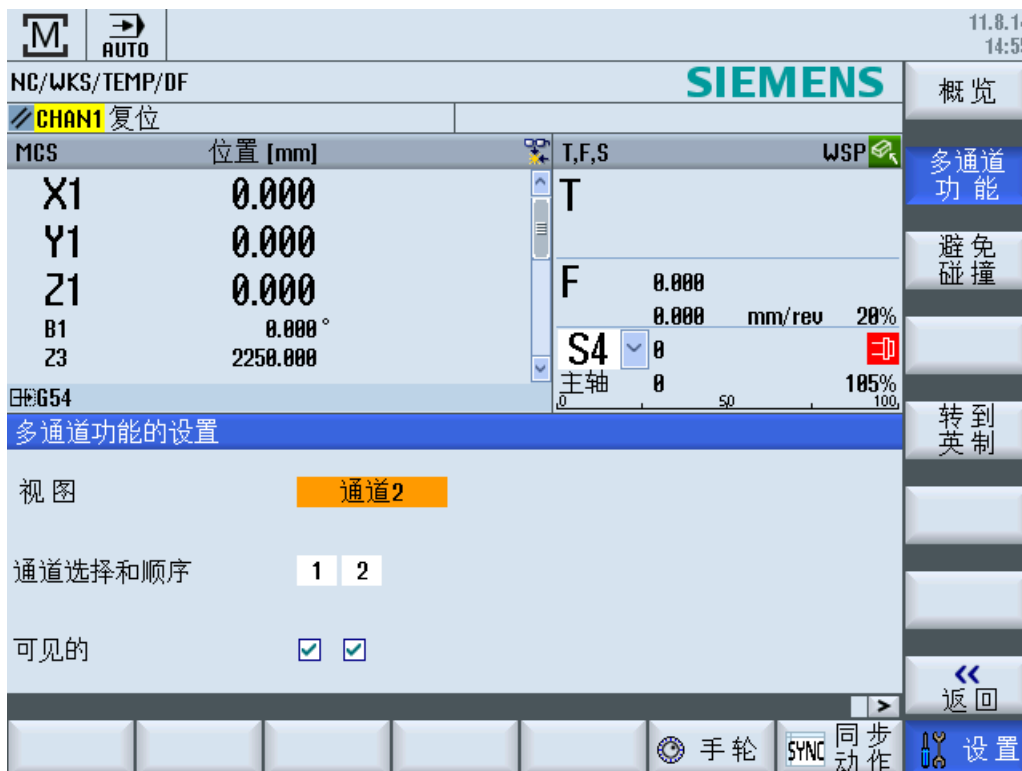 M AUTO 11.8.1
14:5
NC/WKS/TEMP/DF SIEMENS
CHAN1 复位
MCS 位置 [mm] T,F,S WSP
X1 0.000 T
Y1 0.000
Z1 0.000 F 0.000
0.000 mm/rev 20%
B1 0.000 °
Z3 2250.000 S4 0
主轴 0 105%
G54 0 50 100
多通道功能的设置
视图 通道2
通道选择和顺序 1 2
可见的
概览
多通道
功能
避免
碰撞
转到
英制
«
返回
>
手轮 SYNC 同步
动作 设置